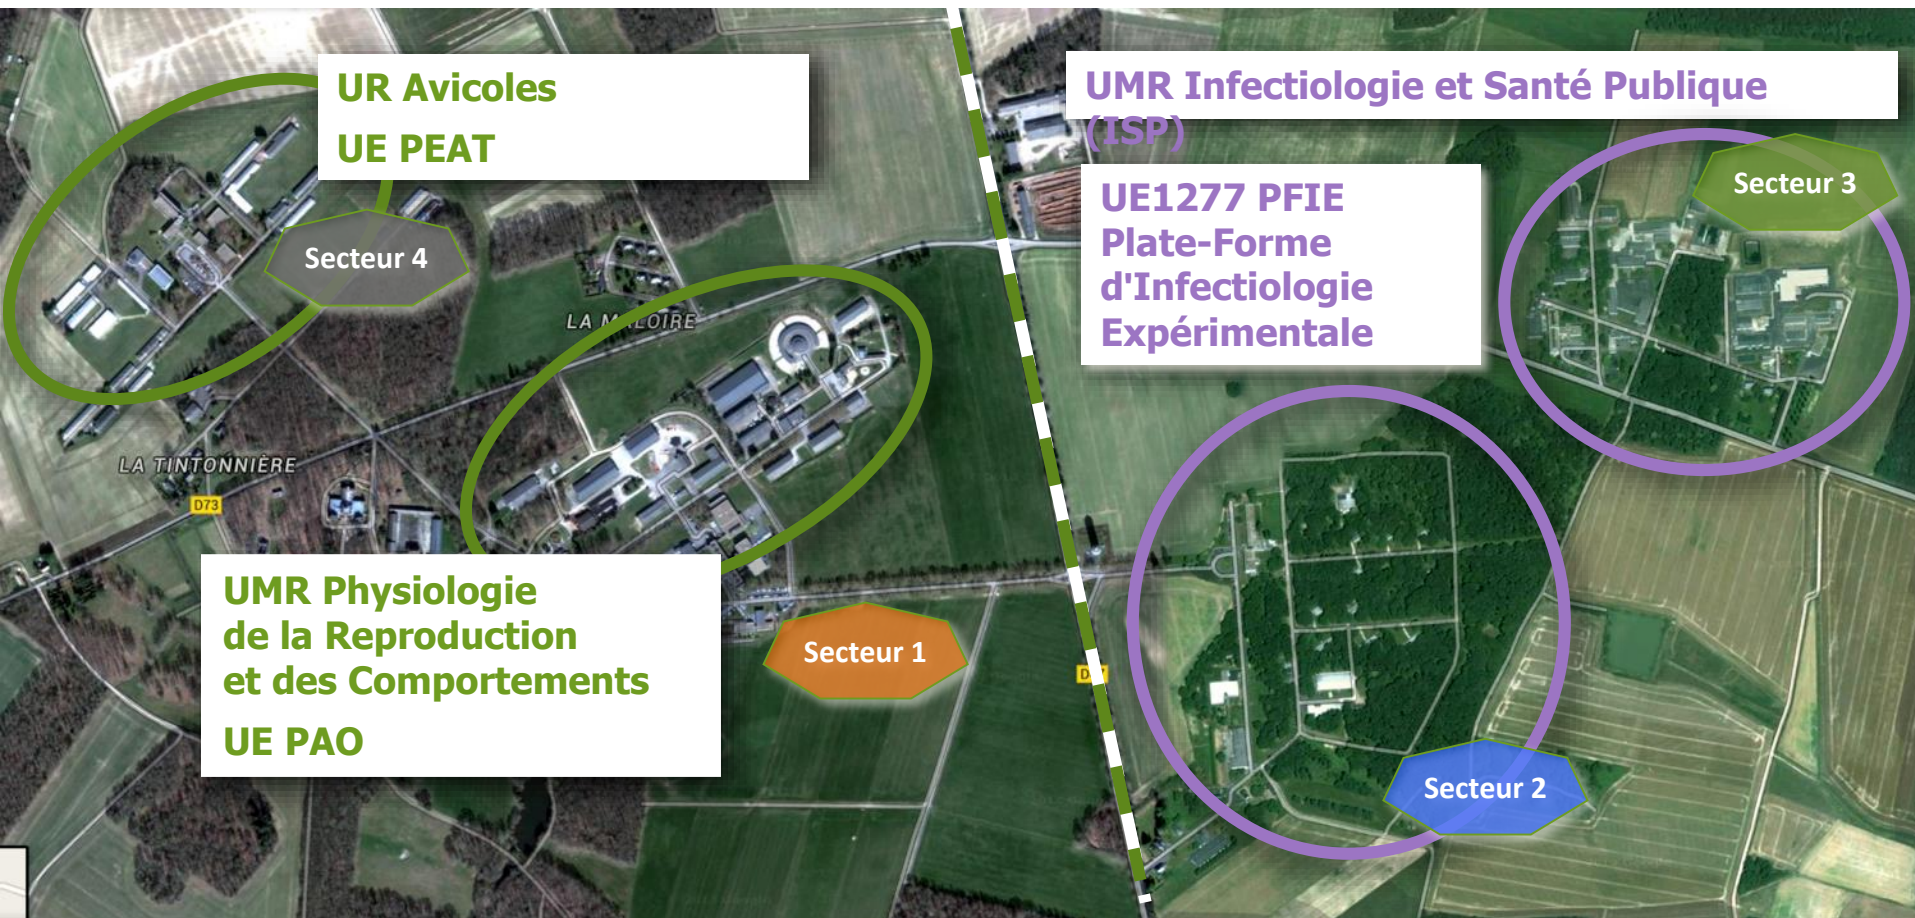 UR Avicoles
UE PEAT
UMR Infectiologie et Santé Publique
(ISP)
UE1277 PFIE
Plate-Forme
d'Infectiologie
Expérimentale
Secteur 3
Secteur 4
LA MALOIRE
LA TINTONNIÈRE
D73
UMR Physiologie
de la Reproduction
et des Comportements
UE PAO
Secteur 1
Secteur 2